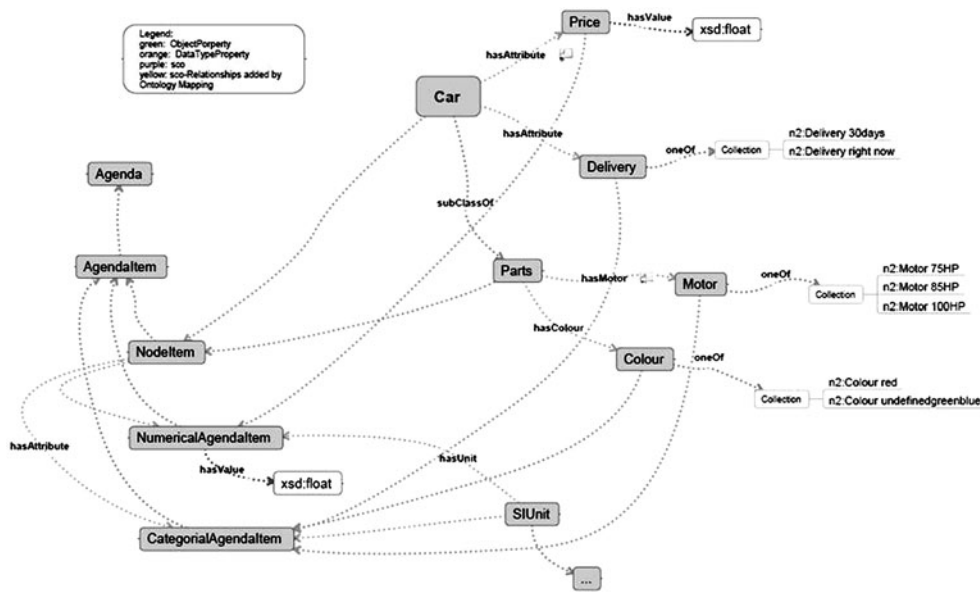 Legend:
green: ObjectPorperty
orange: DataTypeProperty
purple: sco
yellow: sco-Relationships added by
Ontology Mapping
Price
hasValue
xsd:float
hasAttribute
Car
hasAttribute
n2:Delivery 30days
oneOf
Collection
n2:Delivery right now
Delivery
Agenda
subClassOf
AgendaItem
Parts
hasMotor
Motor
oneOf
n2:Motor 75HP
n2:Motor 85HP
Collection
n2:Motor 100HP
hasColour
NodeItem
Colour
oneOf
n2:Colour red
Collection
n2:Colour undefinedgreenblue
NumericalAgendaItem
hasAttribute
hasUnit
hasValue
xsd:float
SIUnit
CategorialAgendaItem
...